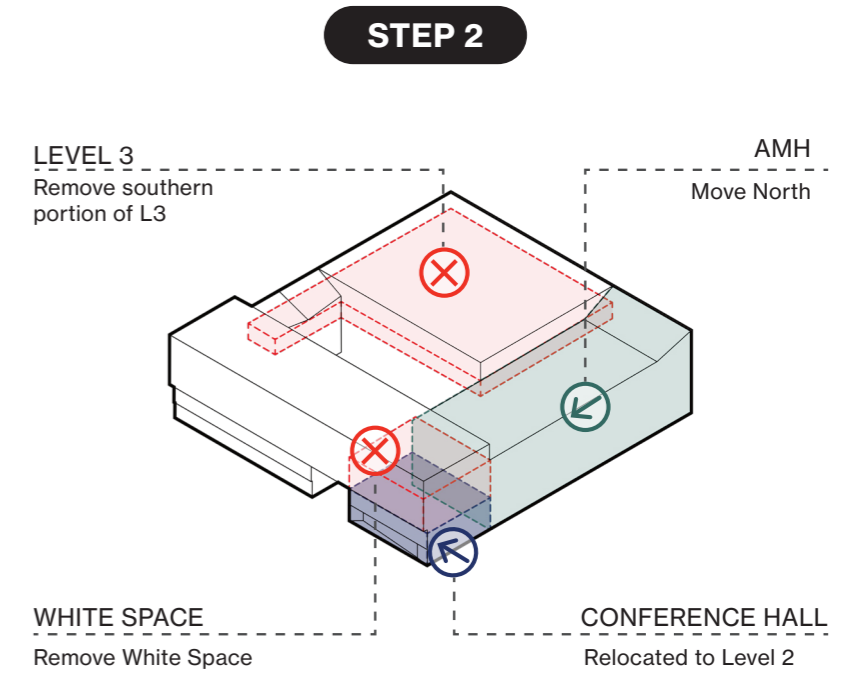 STEP 2
LEVEL 3
Remove southern
portion of L3
AMH
Move North
WHITE SPACE
Remove White Space
CONFERENCE HALL
Relocated to Level 2